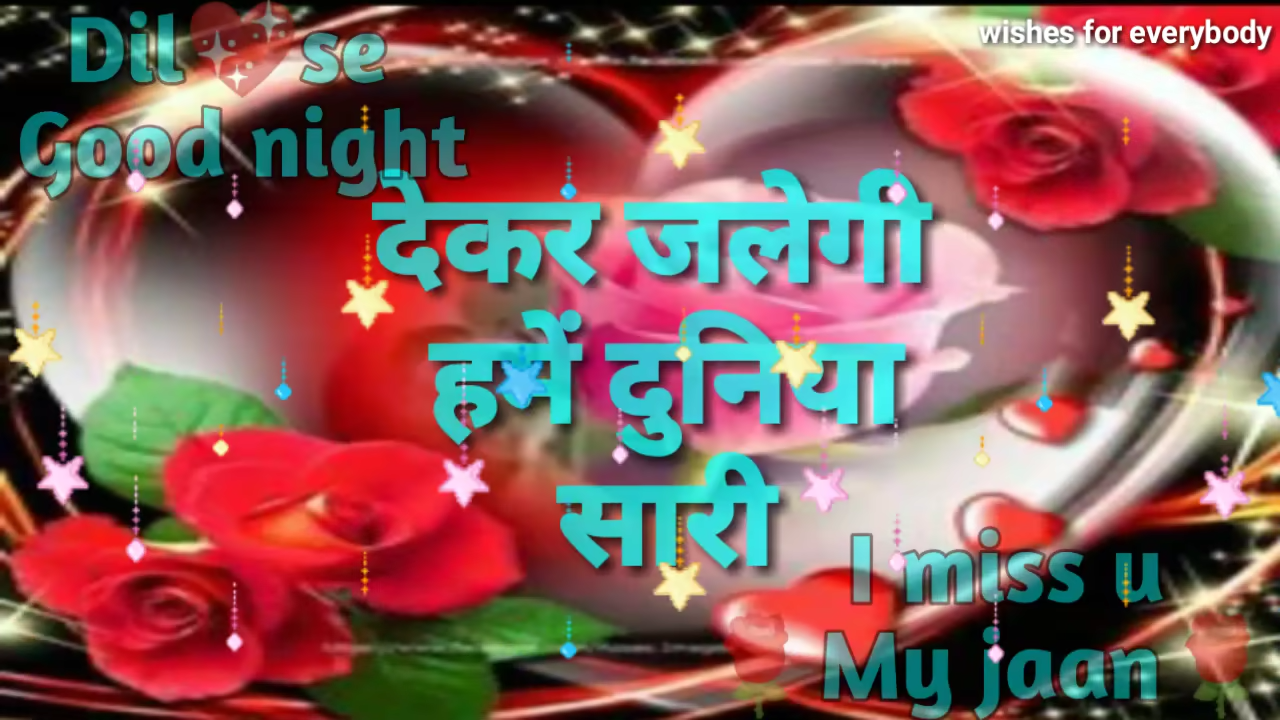 Dil💖se
Good night
wishes for everybody
देकर जलेगी
हमें दुनिया
सारी
I miss u
🌹My jaan🌹